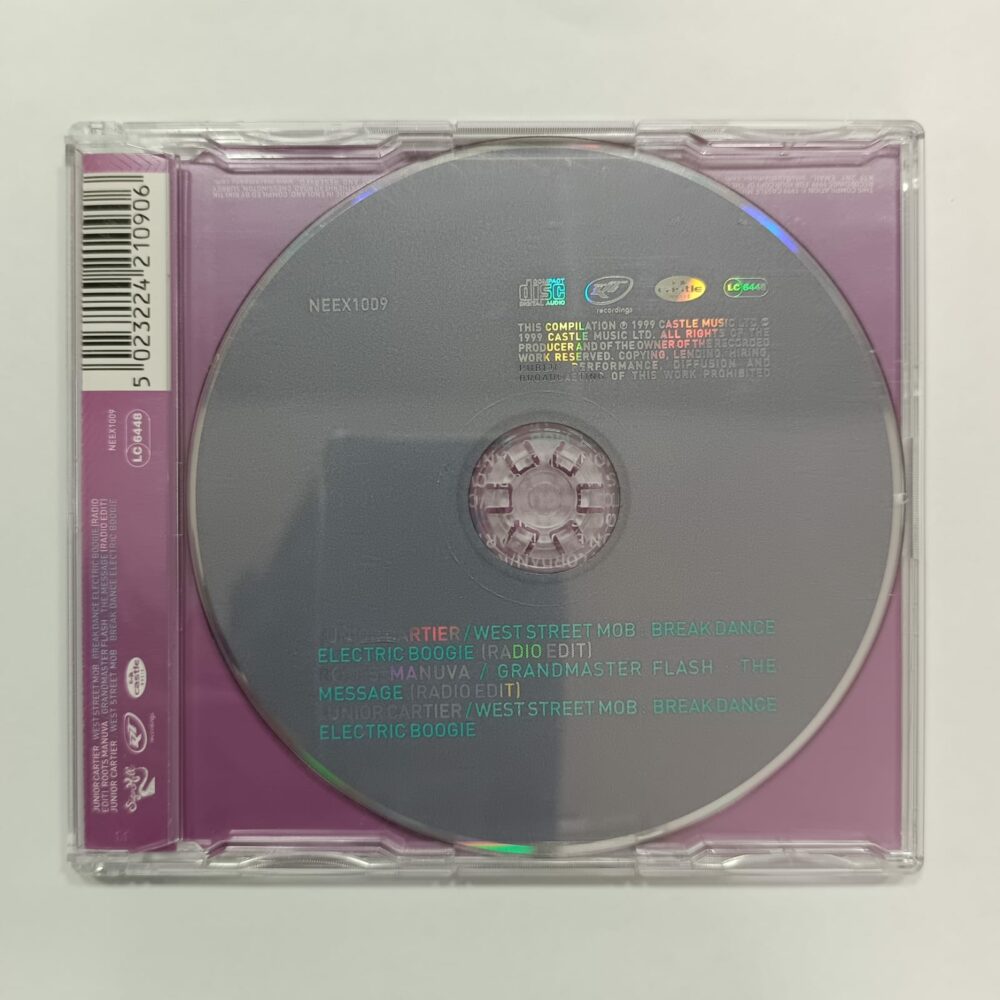 5 023224 210906
NEEX1009
LC 6448
JUNIOR CARTIER WEST STREET MOB BREAK DANCE ELECTRIC BOOGIE (RADIO
EDIT) ROOTS MANUVA GRANDMASTER FLASH THE MESSAGE (RADIO EDIT)
JUNIOR CARTIER WEST STREET MOB BREAK DANCE ELECTRIC BOOGIE
castle
recordings
NEEX1009
COMPACT
disc
DIGITAL AUDIO
recordings
castle
LC 6448
THIS COMPILATION ℗ 1999 CASTLE MUSIC LTD. ©
1999 CASTLE MUSIC LTD. ALL RIGHTS OF THE
PRODUCER AND OF THE OWNER OF THE RECORDED
WORK RESERVED. COPYING, LENDING, HIRING,
PUBLIC PERFORMANCE, DIFFUSION AND
BROADCASTING OF THIS WORK PROHIBITED
JUNIOR CARTIER / WEST STREET MOB : BREAK DANCE
ELECTRIC BOOGIE (RADIO EDIT)
ROOTS MANUVA / GRANDMASTER FLASH THE
MESSAGE (RADIO EDIT)
JUNIOR CARTIER / WEST STREET MOB : BREAK DANCE
ELECTRIC BOOGIE